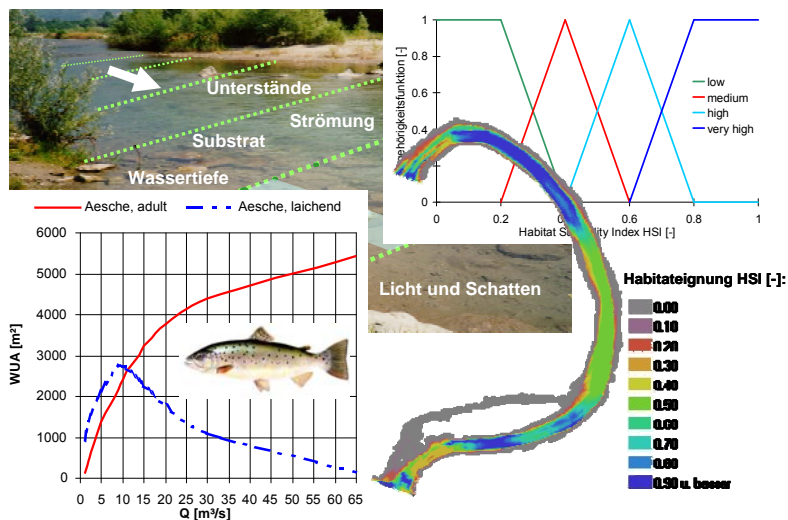 Unterstände
Strömung
Substrat
Wassertiefe
Licht und Schatten
1
0.8
0.6
0.4
0.2
0
0 0.2 0.4 0.6 0.8 1
low
medium
high
very high
Habitat Index HSI [-]
Aesche, adult Aesche, laichend
WUA [m²]
6000
5000
4000
3000
2000
1000
0
0 5 10 15 20 25 30 35 40 45 50 55 60 65
Q [m³/s]
Habitateignung HSI [-]:
0.00
0.10
0.20
0.30
0.40
0.50
0.60
0.70
0.80
0.90 u. besser